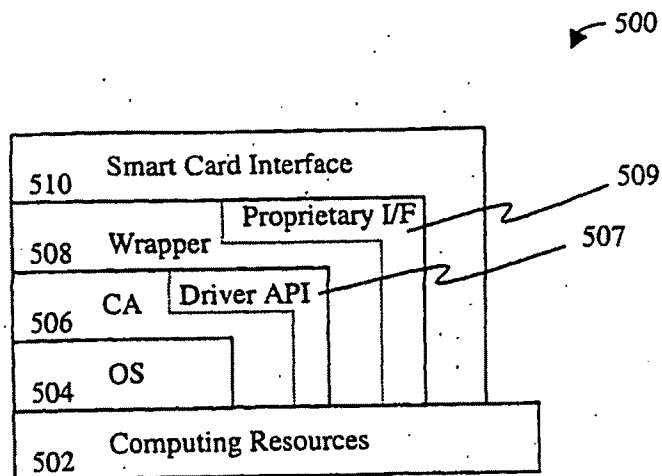 500
Smart Card Interface
510
Proprietary I/F
509
Wrapper
508
507
Driver API
CA
506
OS
504
Computing Resources
502